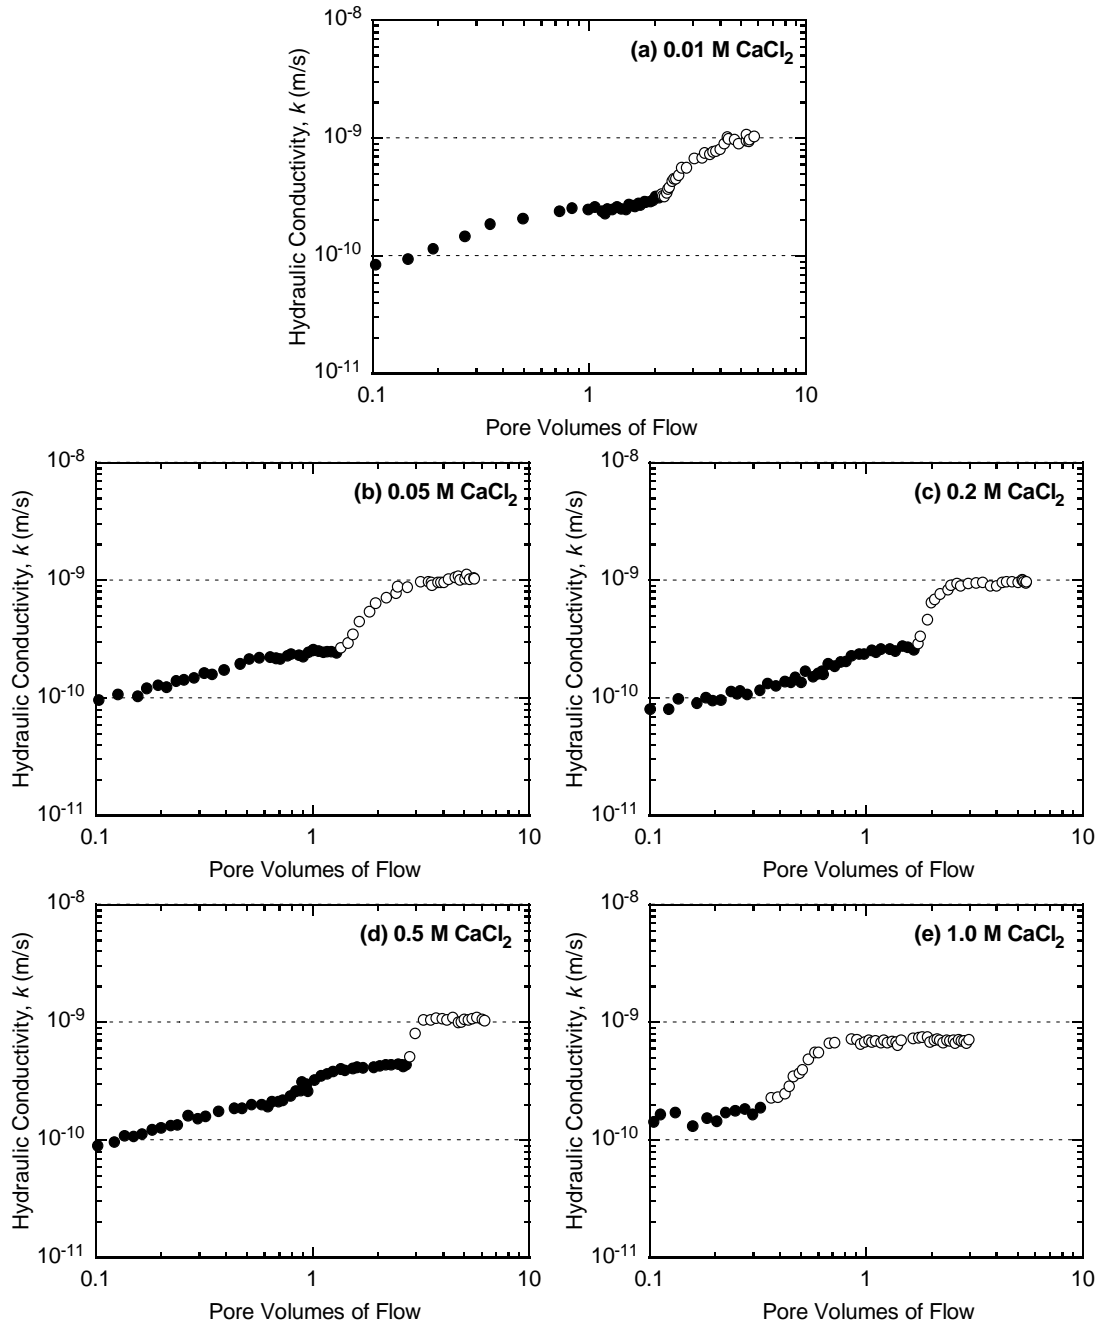 (a) 0.01 M CaCl2
Hydraulic Conductivity, k (m/s)
10-8
10-9
10-10
10-11
0.1
1
10
Pore Volumes of Flow
(b) 0.05 M CaCl2
Hydraulic Conductivity, k (m/s)
10-8
10-9
10-10
10-11
0.1
1
10
Pore Volumes of Flow
(c) 0.2 M CaCl2
Hydraulic Conductivity, k (m/s)
10-8
10-9
10-10
10-11
0.1
1
10
Pore Volumes of Flow
(d) 0.5 M CaCl2
Hydraulic Conductivity, k (m/s)
10-8
10-9
10-10
10-11
0.1
1
10
Pore Volumes of Flow
(e) 1.0 M CaCl2
Hydraulic Conductivity, k (m/s)
10-8
10-9
10-10
10-11
0.1
1
10
Pore Volumes of Flow